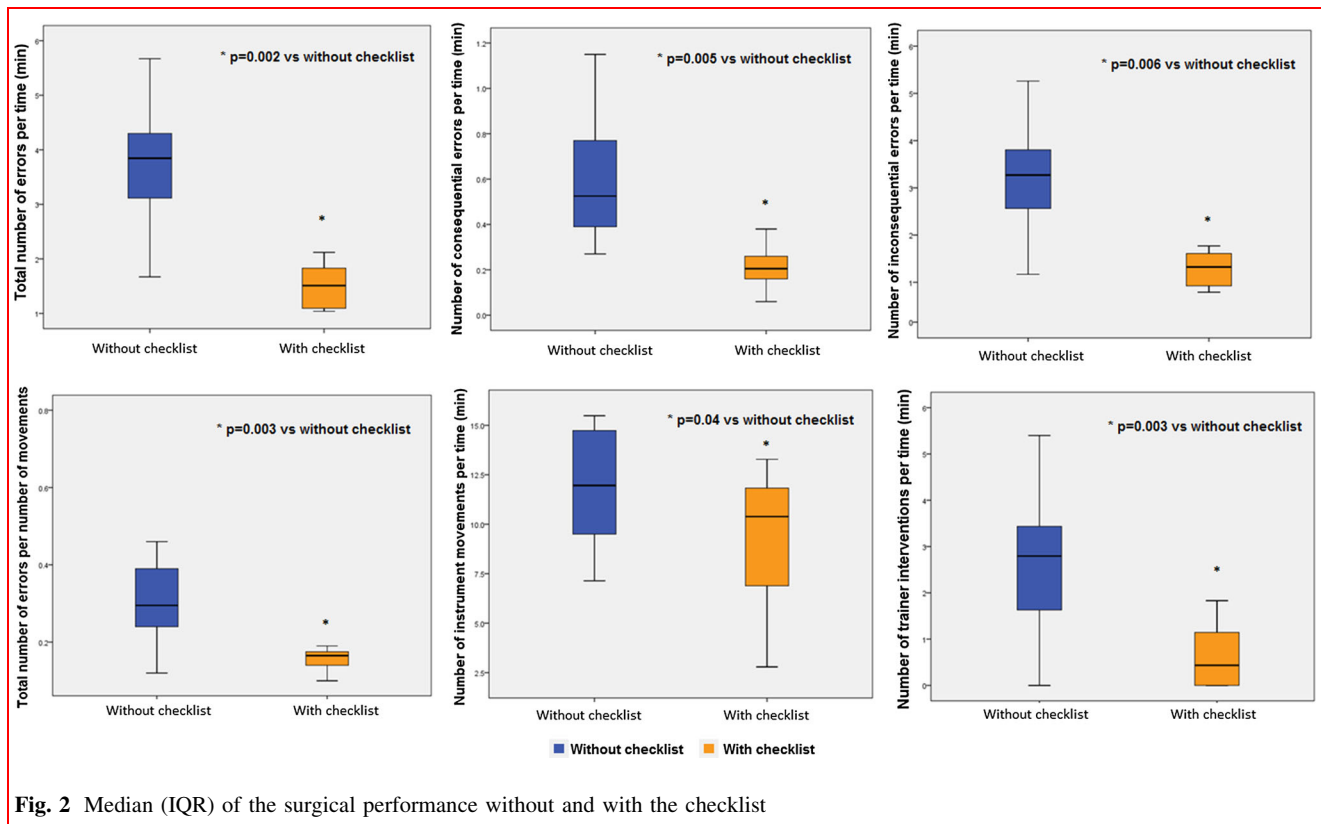 Total number of errors per time (min)
6
5
4
3
2
1
* p=0.002 vs without checklist
*
Without checklist
With checklist
Number of consequential errors per time (min)
1.2
1.0
0.8
0.6
0.4
0.2
0.0
* p=0.005 vs without checklist
*
Without checklist
With checklist
Number of inconsequential errors per time (min)
6
5
4
3
2
1
0
* p=0.006 vs without checklist
*
Without checklist
With checklist
Total number of errors per number of movements
0.8
0.6
0.4
0.2
* p=0.003 vs without checklist
*
Without checklist
With checklist
Number of instrument movements per time (min)
15.0
12.5
10.0
7.5
5.0
2.5
* p=0.04 vs without checklist
*
Without checklist
With checklist
Number of trainer interventions per time (min)
6
5
4
3
2
1
0
* p=0.003 vs without checklist
*
Without checklist
With checklist
Without checklist With checklist
Fig. 2 Median (IQR) of the surgical performance without and with the checklist